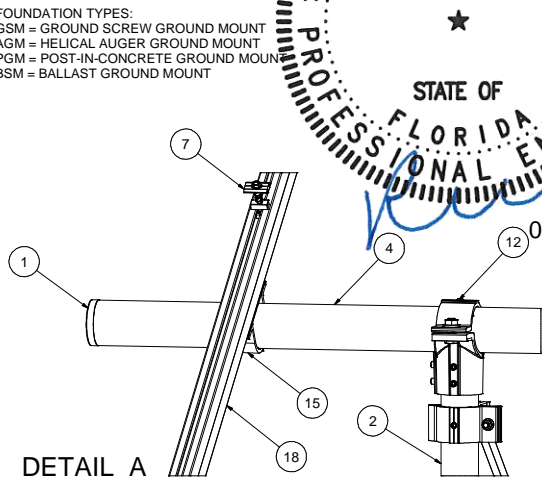 FOUNDATION TYPES:
GSM = GROUND SCREW GROUND MOUNT
AGM = HELICAL AUGER GROUND MOUNT
PGM = POST-IN-CONCRETE GROUND MOUNT
BSM = BALLAST GROUND MOUNT
STATE OF
FLORIDA
PROFESSIONAL
0
7
12
4
1
15
2
18
DETAIL A